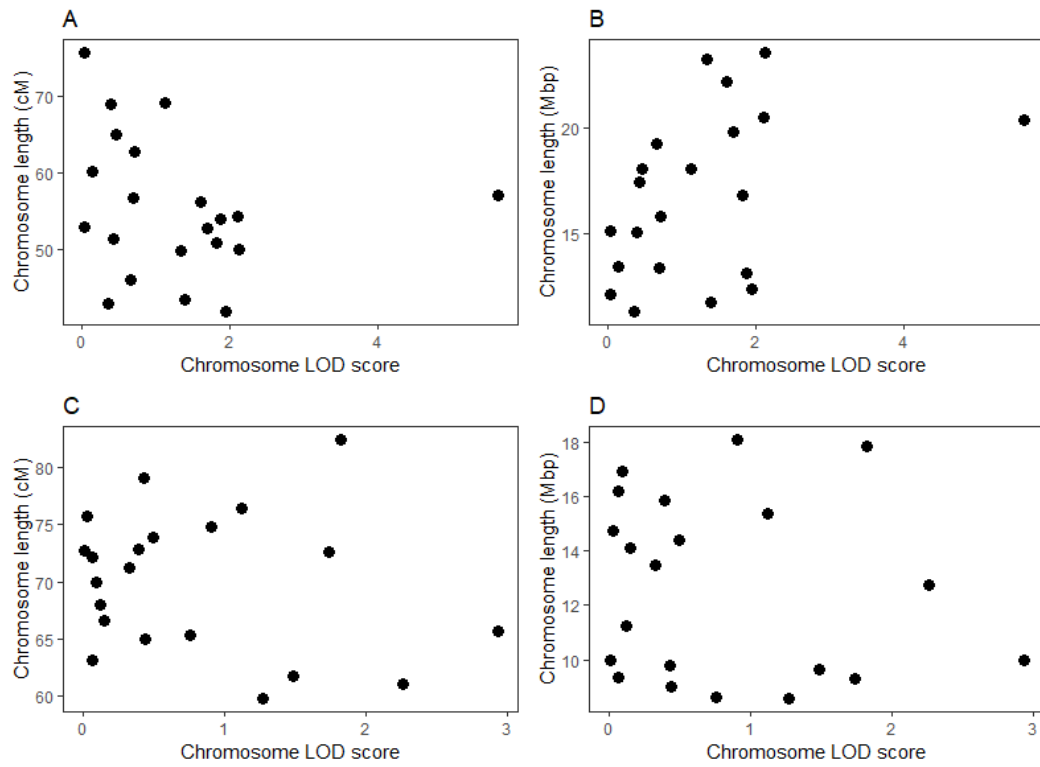 A
Chromosome length (cM)
70
60
50
0 2 4
Chromosome LOD score
B
Chromosome length (Mbp)
20
15
0 2 4
Chromosome LOD score
C
Chromosome length (cM)
80
75
70
65
60
0 1 2 3
Chromosome LOD score
D
Chromosome length (Mbp)
18
16
14
12
10
0 1 2 3
Chromosome LOD score